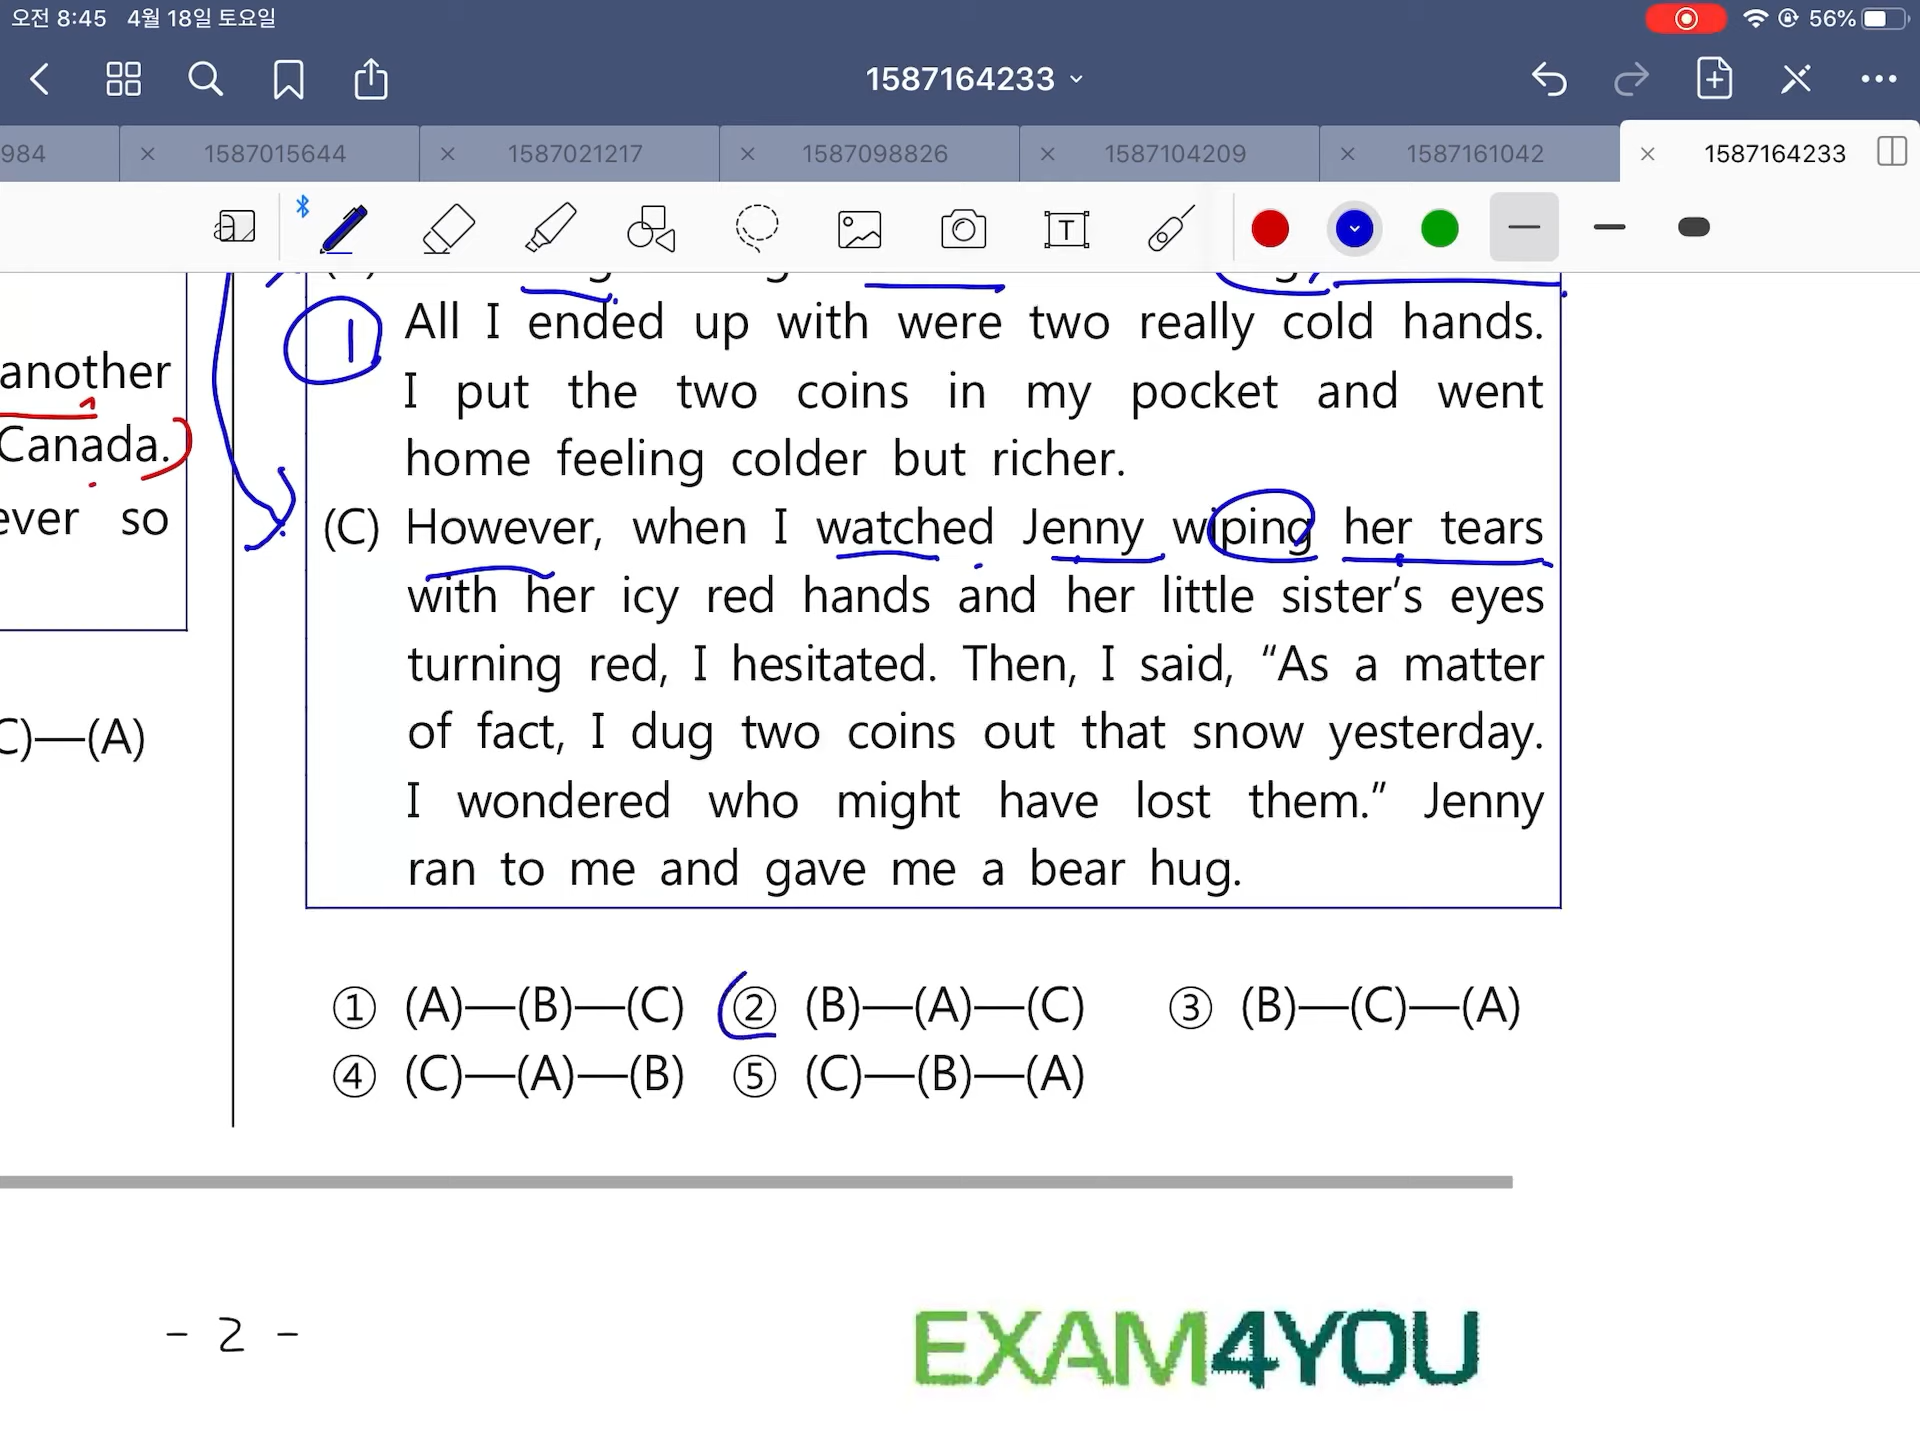 오전 8:45 4월 18일 토요일
56%
1587164233
984
1587015644
1587021217
1587098826
1587104209
1587161042
1587164233
another
Canada.
ever so
C)—(A)
1
All I ended up with were two really cold hands.
I put the two coins in my pocket and went
home feeling colder but richer.
(C) However, when I watched Jenny wiping her tears
with her icy red hands and her little sister’s eyes
turning red, I hesitated. Then, I said, “As a matter
of fact, I dug two coins out that snow yesterday.
I wondered who might have lost them.” Jenny
ran to me and gave me a bear hug.
① (A)—(B)—(C) ② (B)—(A)—(C) ③ (B)—(C)—(A)
④ (C)—(A)—(B) ⑤ (C)—(B)—(A)
- 2 -
EXAM4YOU